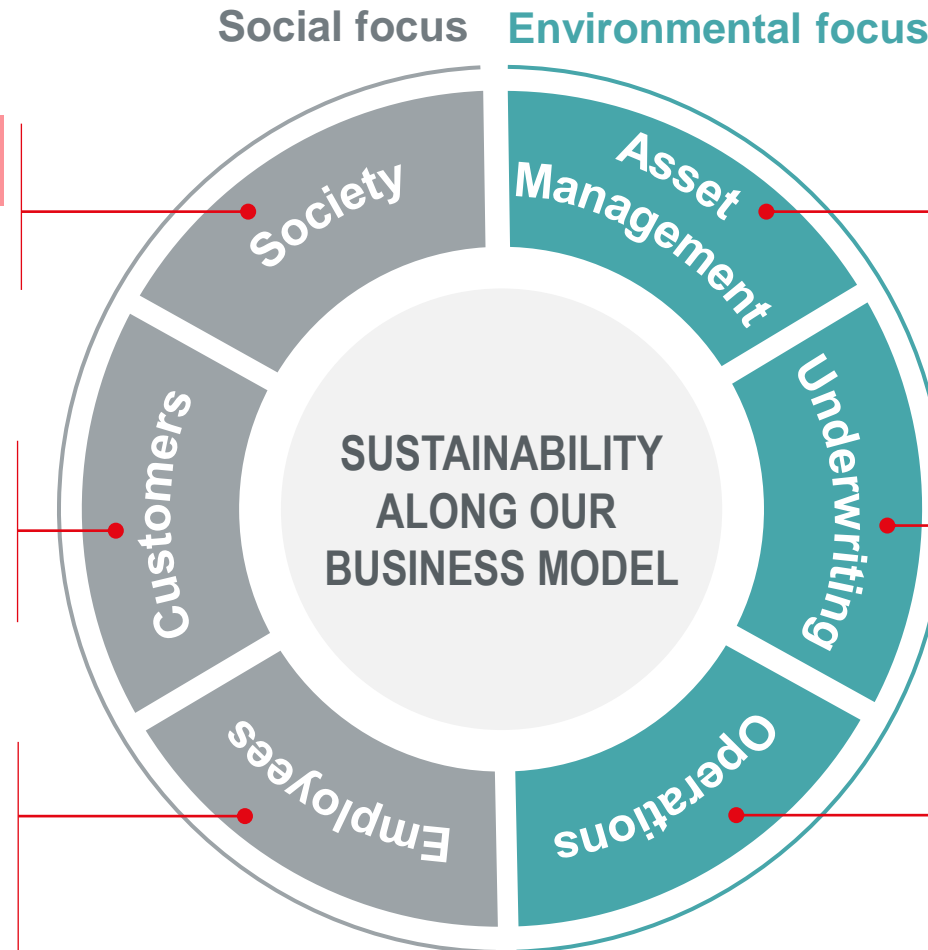 Social focus
Environmental focus
Society
Asset
Management
Customers
Underwriting
SUSTAINABILITY
ALONG OUR
BUSINESS MODEL
Employees
Operations